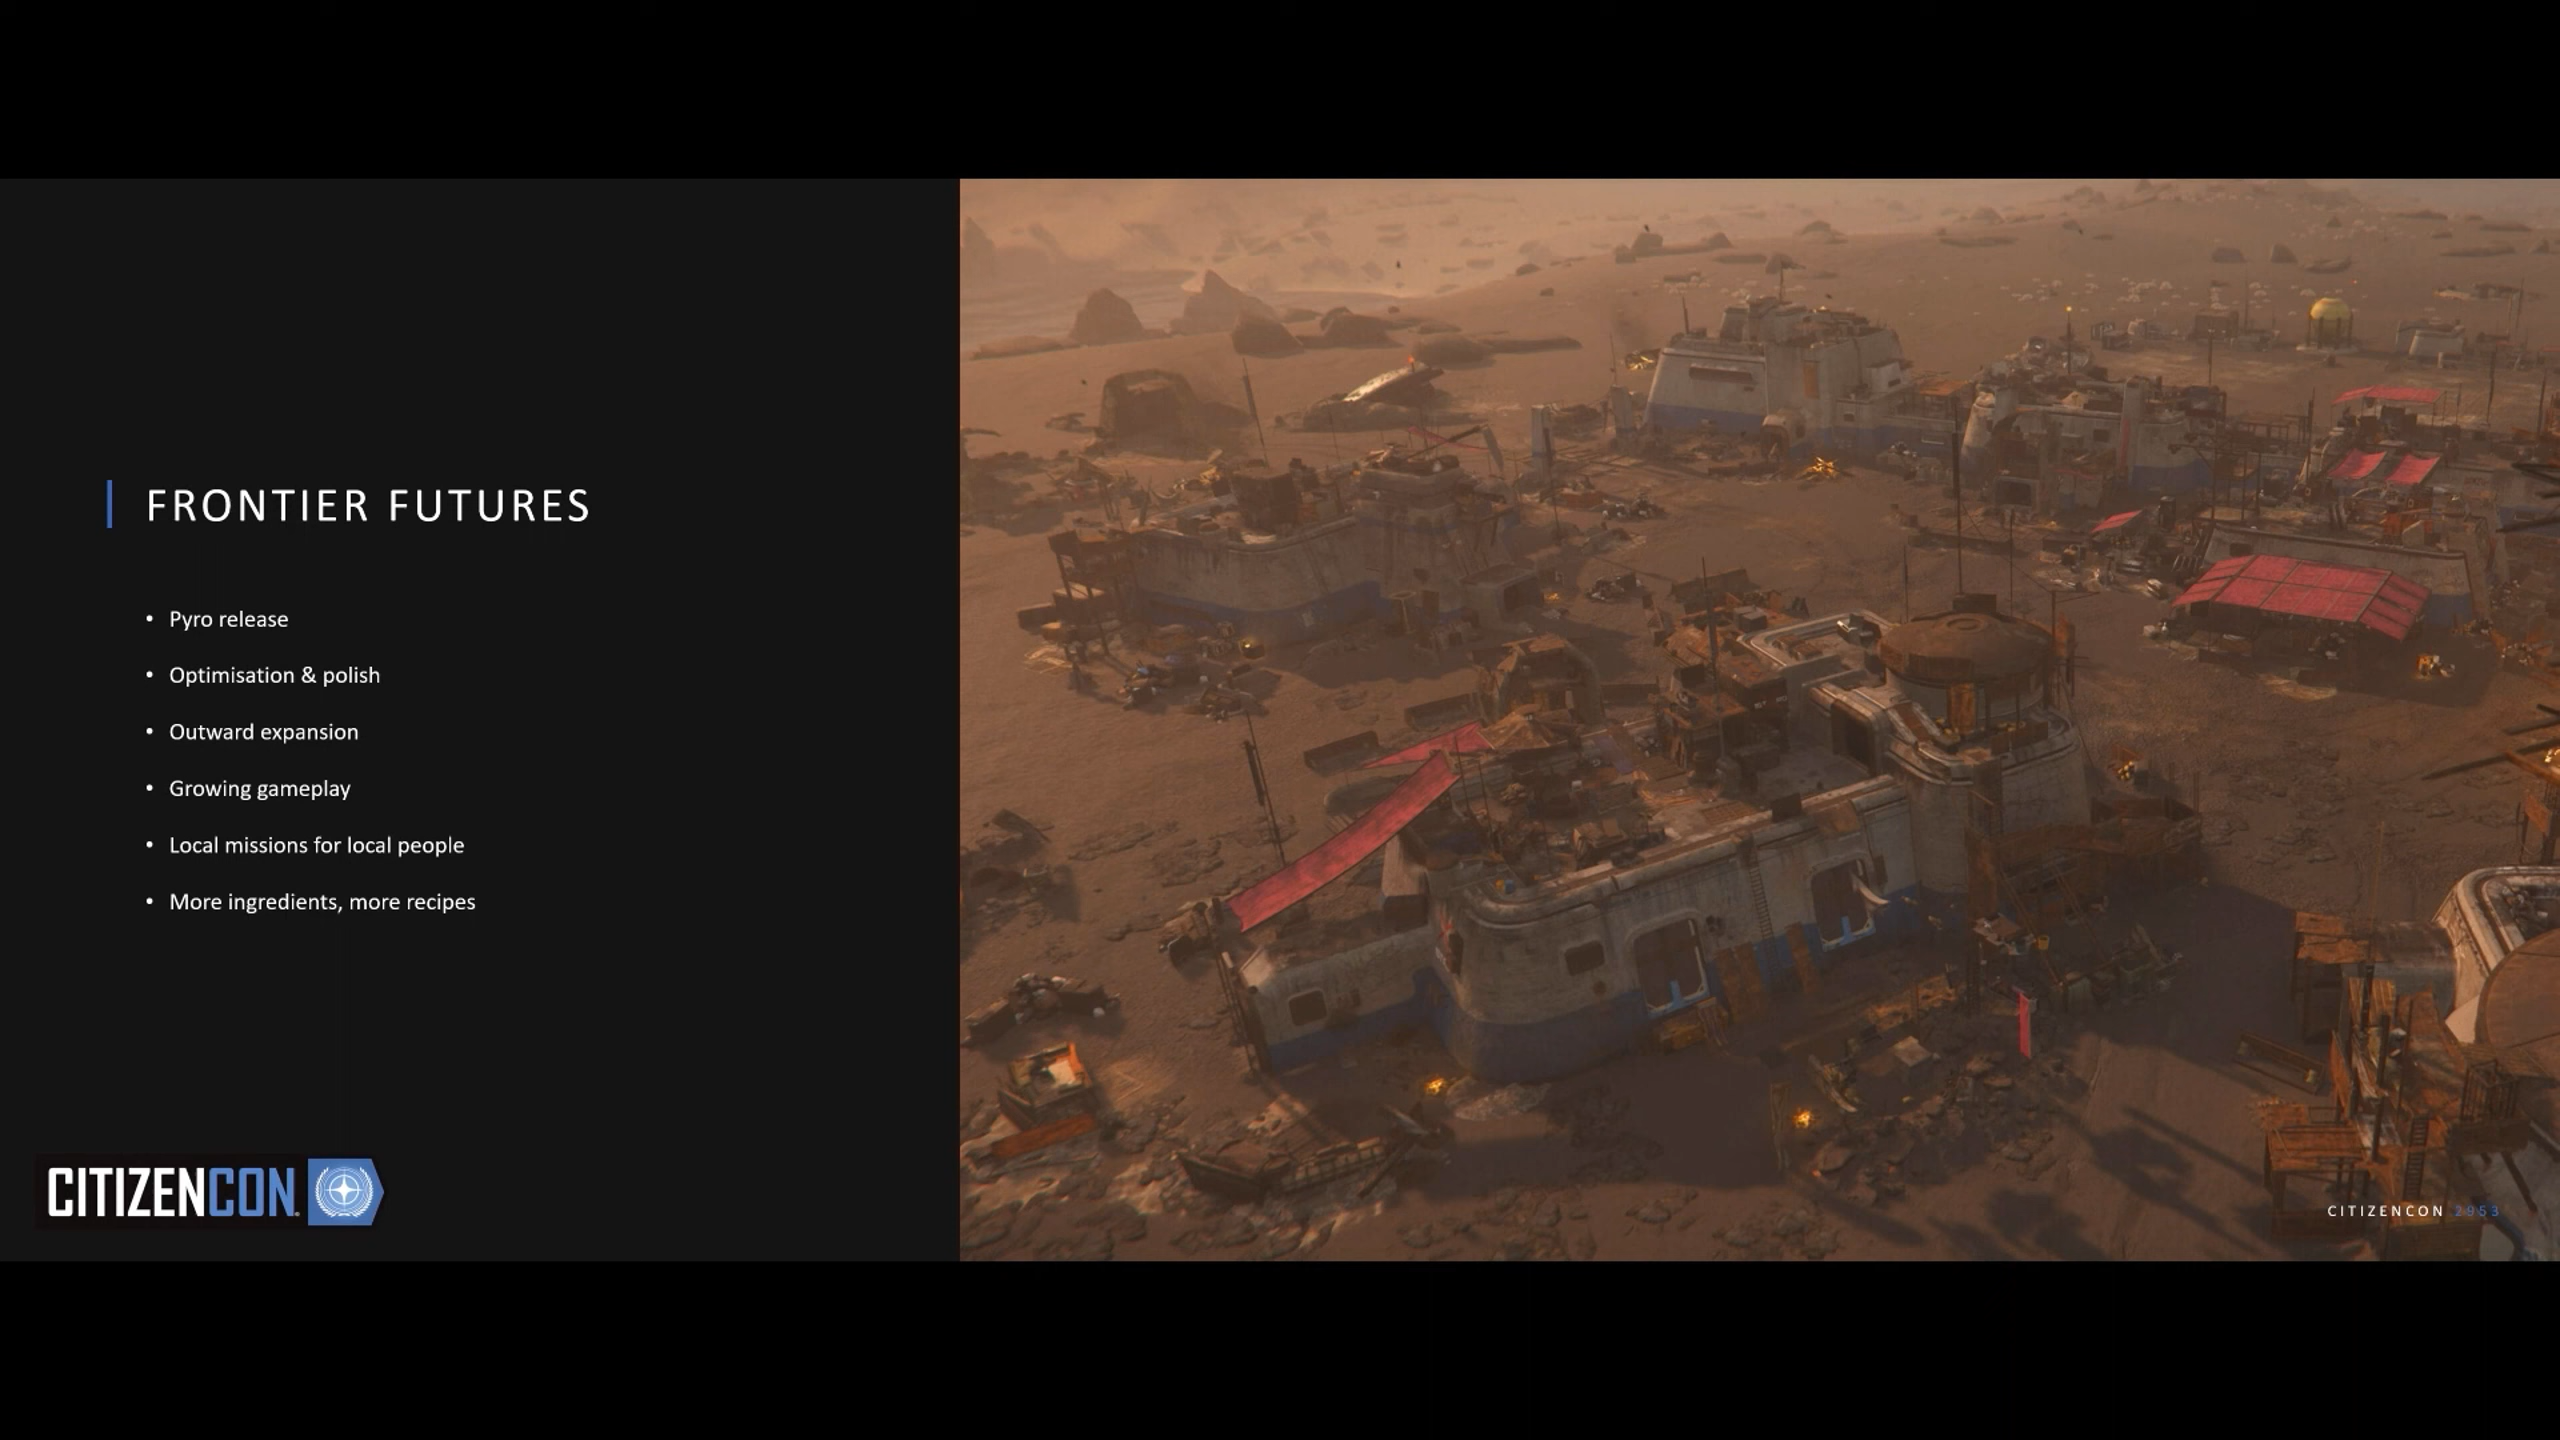 FRONTIER FUTURES
• Pyro release
• Optimisation & polish
• Outward expansion
• Growing gameplay
• Local missions for local people
• More ingredients, more recipes
CITIZENCON
CITIZENCON 2953